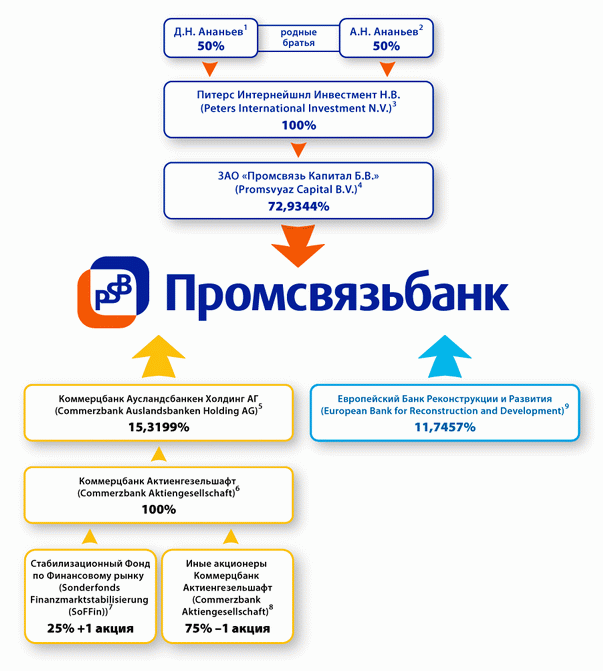 Д.Н. Ананьев1
50%
родные
братья
А.Н. Ананьев2
50%
Питерс Интернейшнл Инвестмент Н.В.
(Peters International Investment N.V.)3
100%
ЗАО «Промсвязь Капитал Б.В.»
(Promsvyaz Capital B.V.)4
72,9344%
PSB
Промсвязьбанк
Коммерцбанк Аусландсбанкен Холдинг АГ
(Commerzbank Auslandsbanken Holding AG)5
15,3199%
Европейский Банк Реконструкции и Развития
(European Bank for Reconstruction and Development)9
11,7457%
Коммерцбанк Актиенгезельшафт
(Commerzbank Aktiengesellschaft)6
100%
Стабилизационный Фонд
по Финансовому рынку
(Sonderfonds
Finanzmarktstabilisierung
(SoFFin))7
25% +1 акция
Иные акционеры
Коммерцбанк
Актиенгезельшафт
(Commerzbank
Aktiengesellschaft)8
75% –1 акция